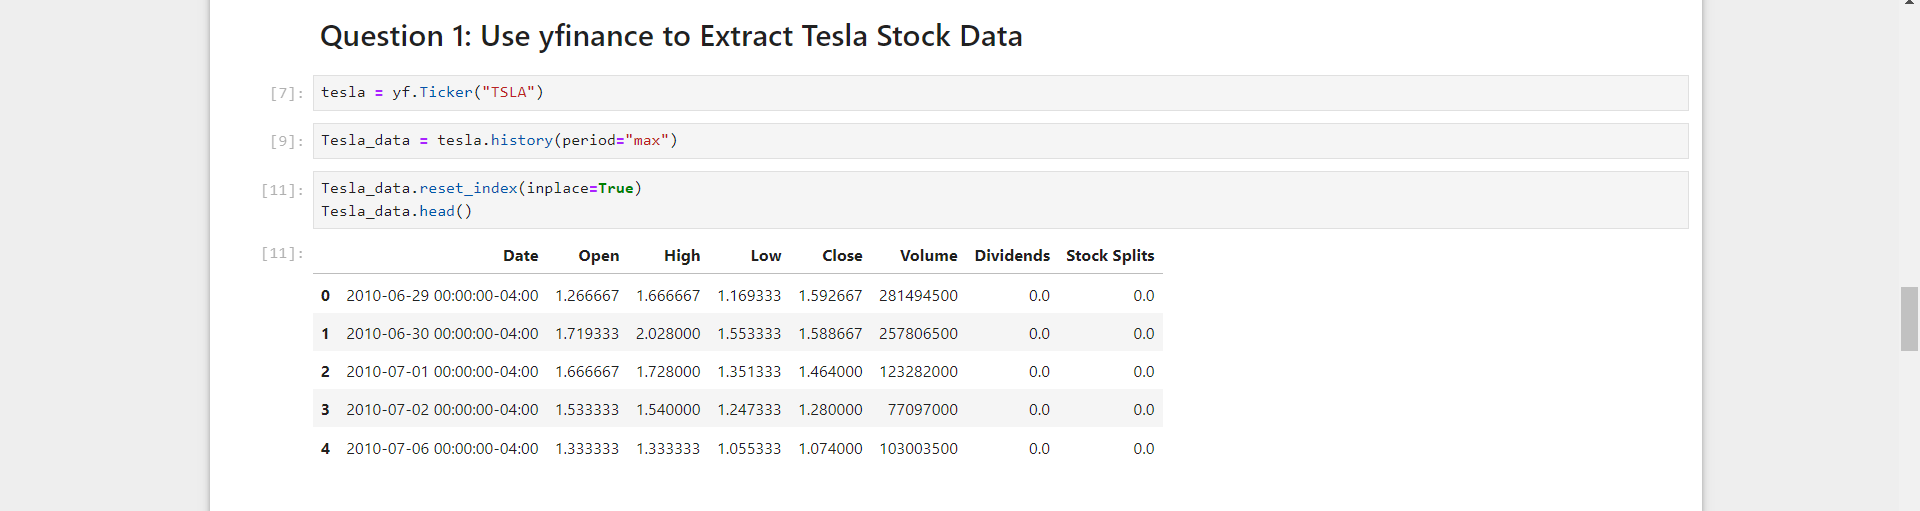 Question 1: Use yfinance to Extract Tesla Stock Data
[7]: tesla = yf.Ticker("TSLA")
[9]: Tesla_data = tesla.history(period="max")
[11]: Tesla_data.reset_index(inplace=True)
Tesla_data.head()
[11]: Date Open High Low Close Volume Dividends Stock Splits
0 2010-06-29 00:00:00-04:00 1.266667 1.666667 1.169333 1.592667 281494500 0.0 0.0
1 2010-06-30 00:00:00-04:00 1.719333 2.028000 1.553333 1.588667 257806500 0.0 0.0
2 2010-07-01 00:00:00-04:00 1.666667 1.728000 1.351333 1.464000 123282000 0.0 0.0
3 2010-07-02 00:00:00-04:00 1.533333 1.540000 1.247333 1.280000 77097000 0.0 0.0
4 2010-07-06 00:00:00-04:00 1.333333 1.333333 1.055333 1.074000 103003500 0.0 0.0